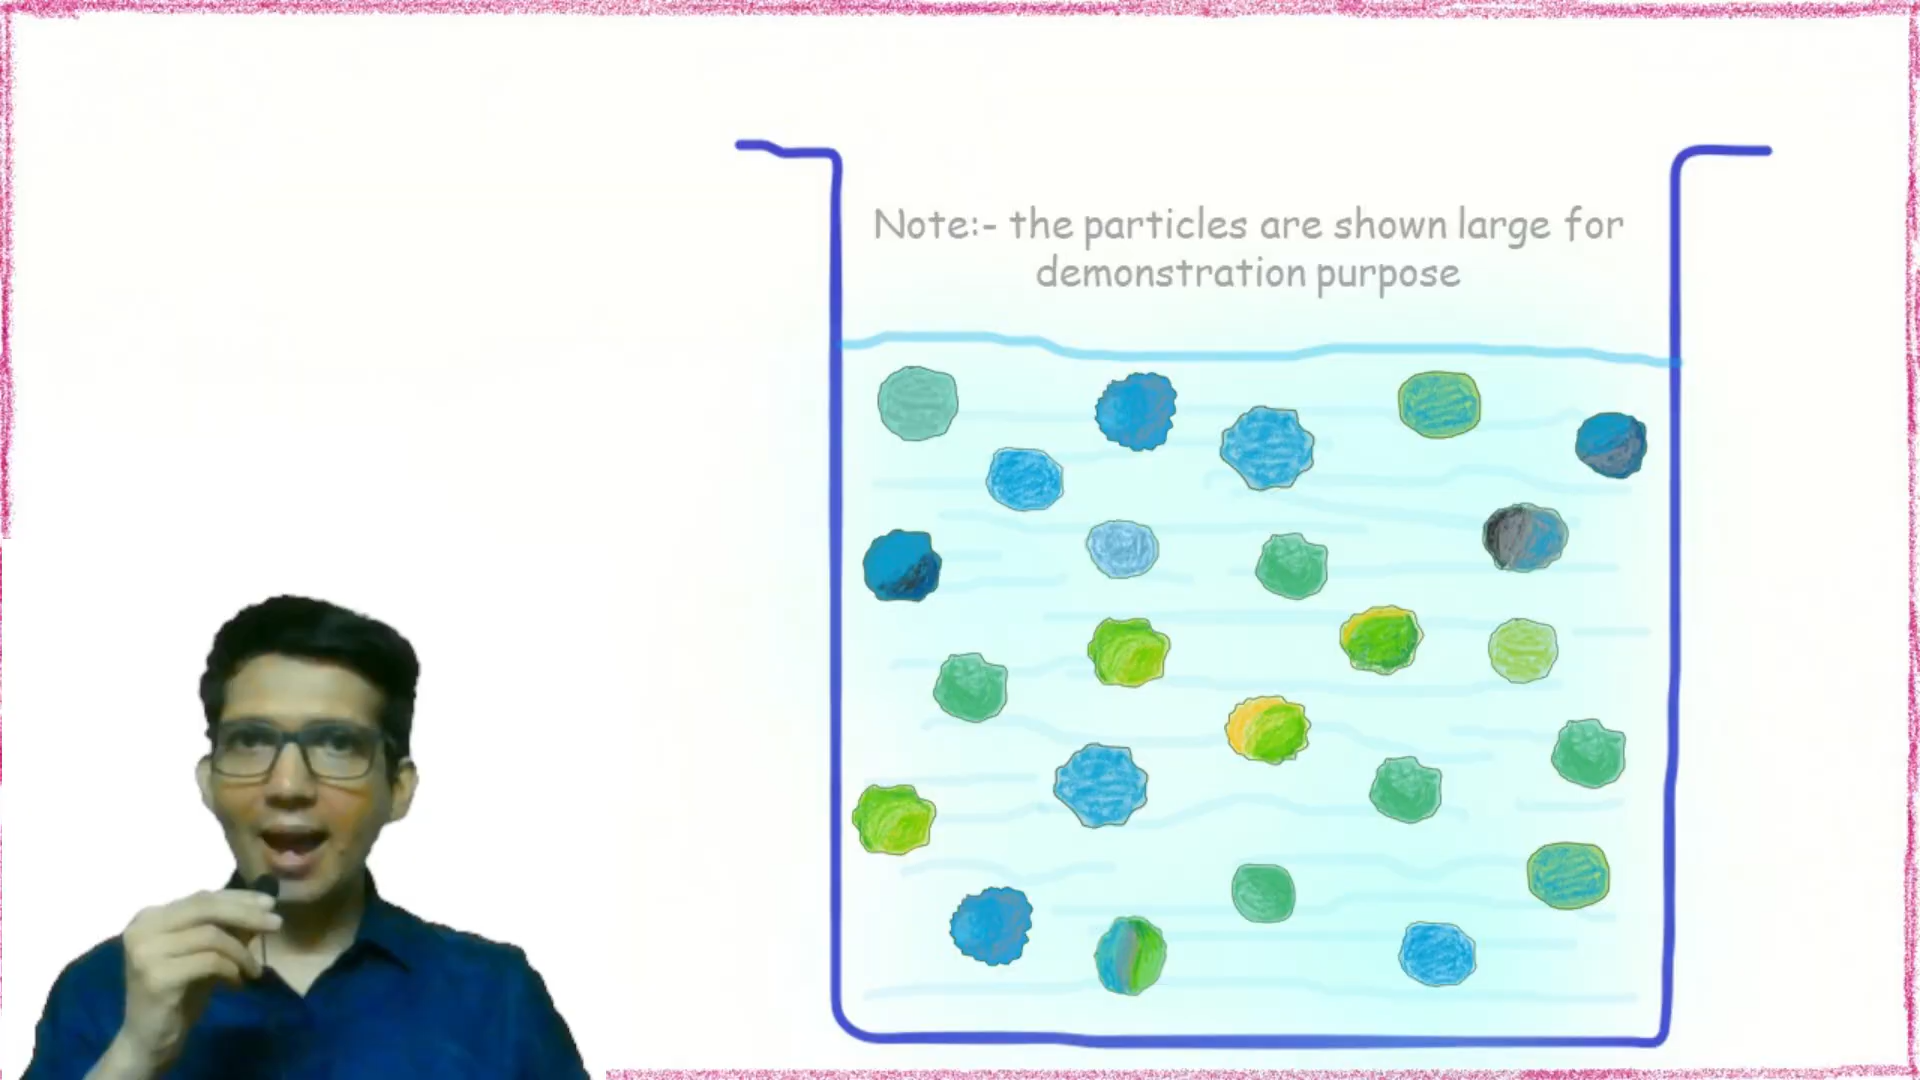 Note:- the particles are shown large for
demonstration purpose